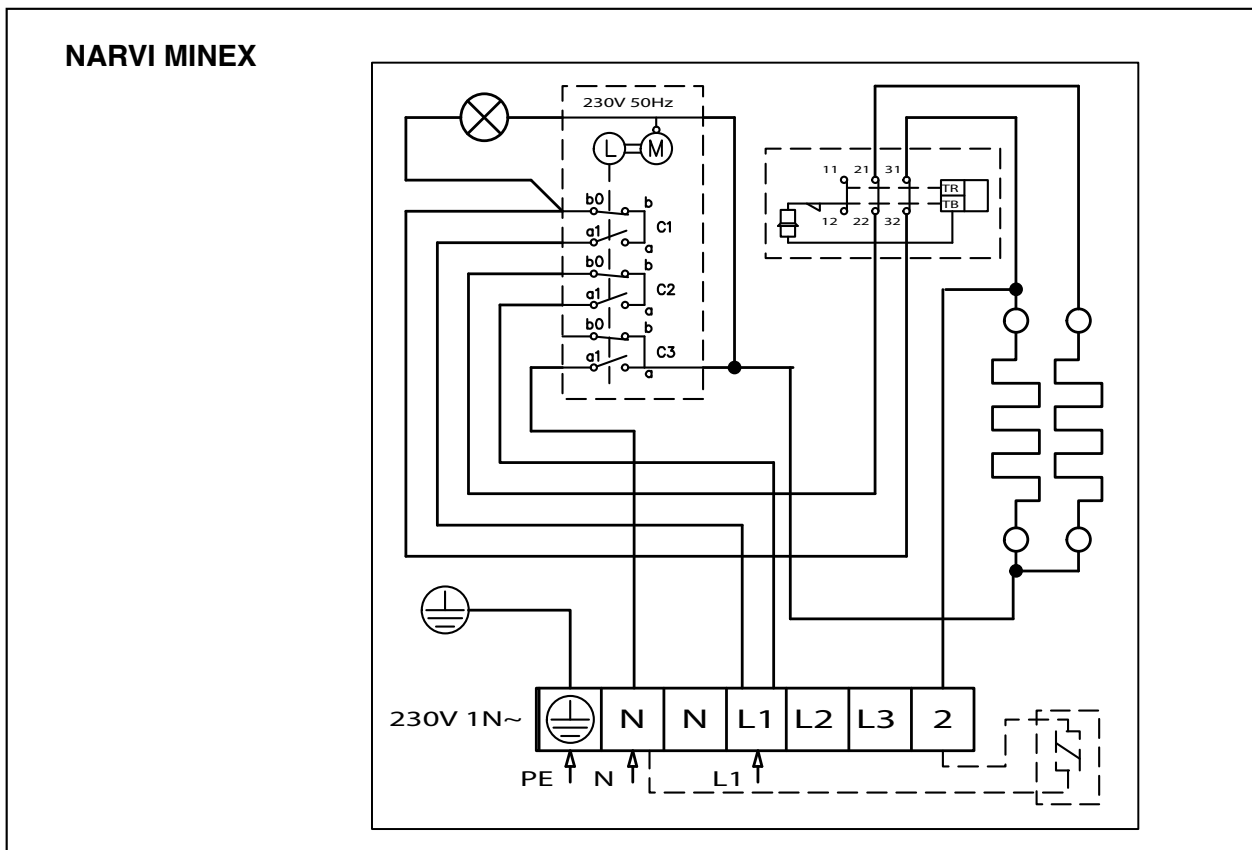 NARVI MINEX
230V 50Hz
L M
b0 b
C1
a1 a
b0 b
C2
a1 a
b0 b
C3
a1 a
11 21 31
TR
TB
12 22 32
230V 1N~ N N L1 L2 L3 2
PE N L1